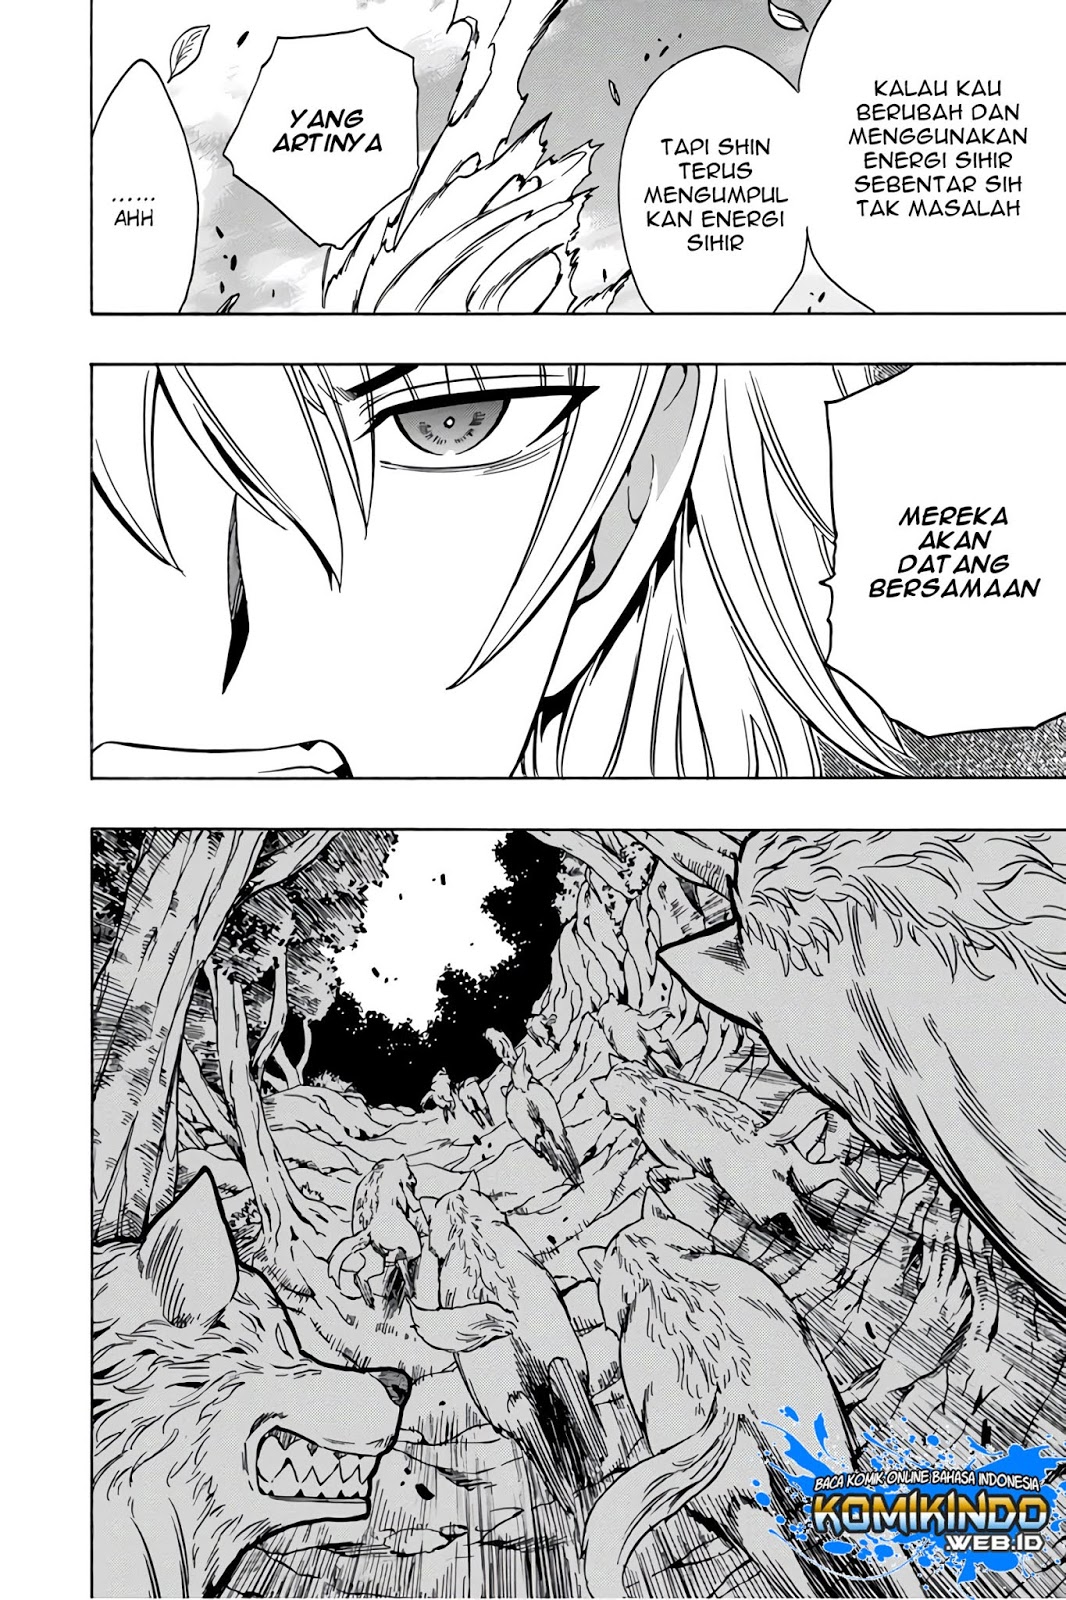 KALAU KAU
BERUBAH DAN
MENGGUNAKAN
ENERGI SIHIR
SEBENTAR SIH
TAK MASALAH
TAPI SHIN
TERUS
MENGUMPUL
KAN ENERGI
SIHIR
YANG
ARTINYA
......
AHH
MEREKA
AKAN
DATANG
BERSAMAAN
BACA KOMIK ONLINE BAHASA INDONESIA
KOMIKINDO
WEB.ID